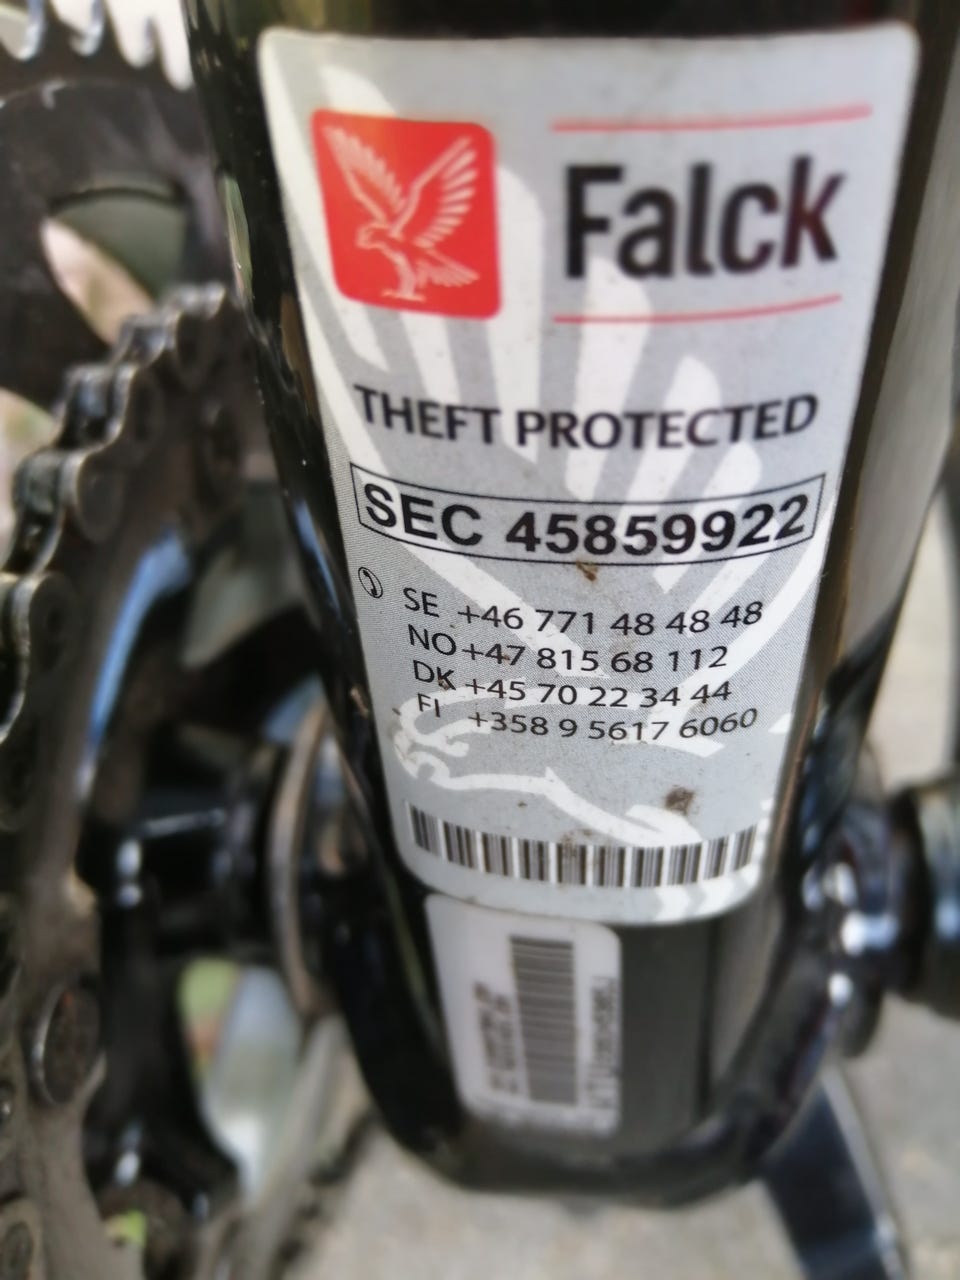 Falck
THEFT PROTECTED
SEC 45859922
SE +46 771 48 48 48
NO +47 815 68 112
DK +45 70 22 34 44
FI +358 9 5617 6060